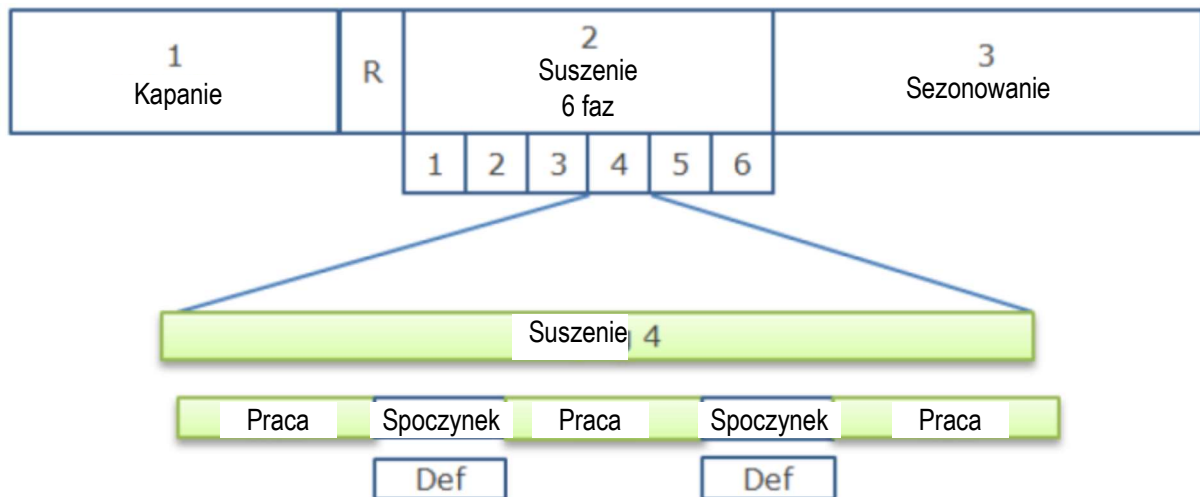 1
Kapanie
R
2
Suszenie
6 faz
3
Sezonowanie
1 2 3 4 5 6
Suszenie 4
Praca Spoczynek Praca Spoczynek Praca
Def Def